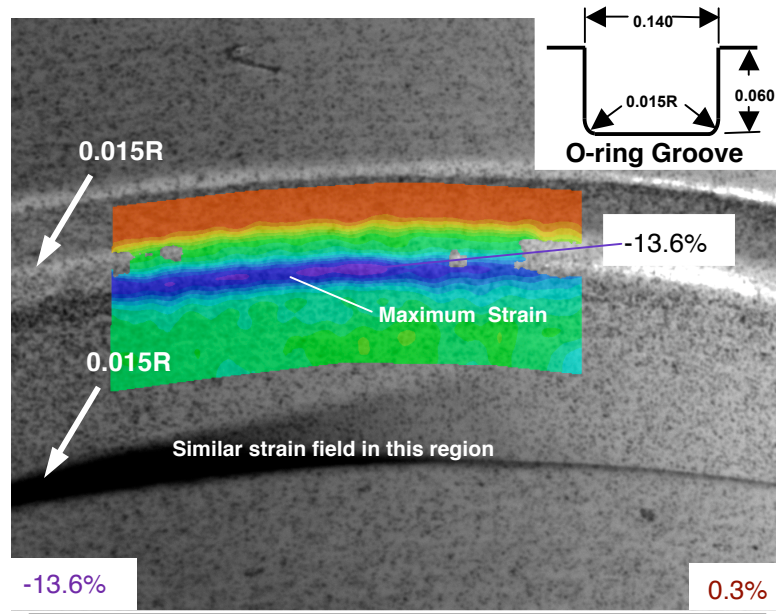 0.140
0.060
0.015R
O-ring Groove
0.015R
-13.6%
Maximum Strain
0.015R
Similar strain field in this region
-13.6%
0.3%